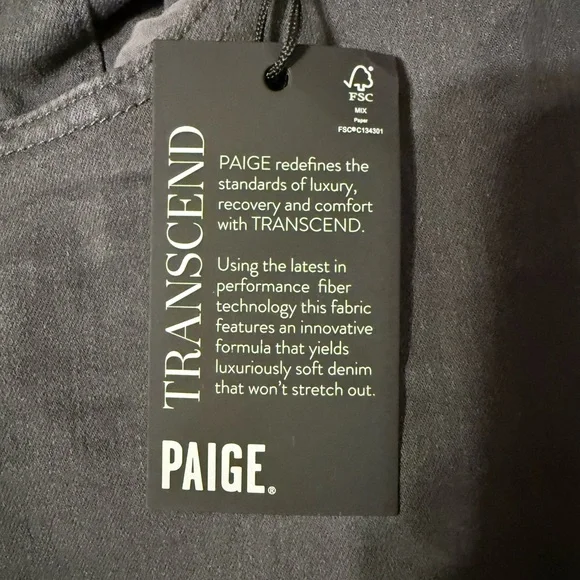 FSC
MIX
Paper
FSC®C134301
TRANSCEND
PAIGE redefines the
standards of luxury,
recovery and comfort
with TRANSCEND.
Using the latest in
performance fiber
technology this fabric
features an innovative
formula that yields
luxuriously soft denim
that won't stretch out.
PAIGE®